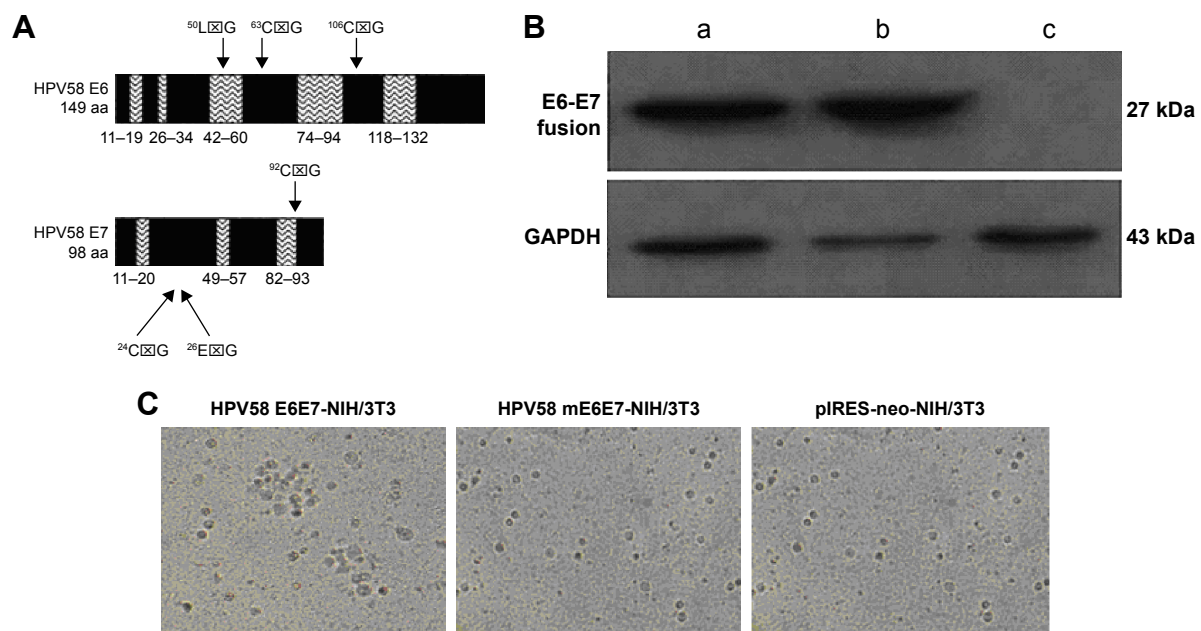 A
⁵⁰L☒G ⁶³C☒G ¹⁰⁶C☒G
HPV58 E6
149 aa
11–19 26–34 42–60 74–94 118–132
⁹²C☒G
HPV58 E7
98 aa
11–20 49–57 82–93
²⁴C☒G ²⁶E☒G
B
a b c
E6-E7
fusion
27 kDa
GAPDH
43 kDa
C
HPV58 E6E7-NIH/3T3 HPV58 mE6E7-NIH/3T3 pIRES-neo-NIH/3T3